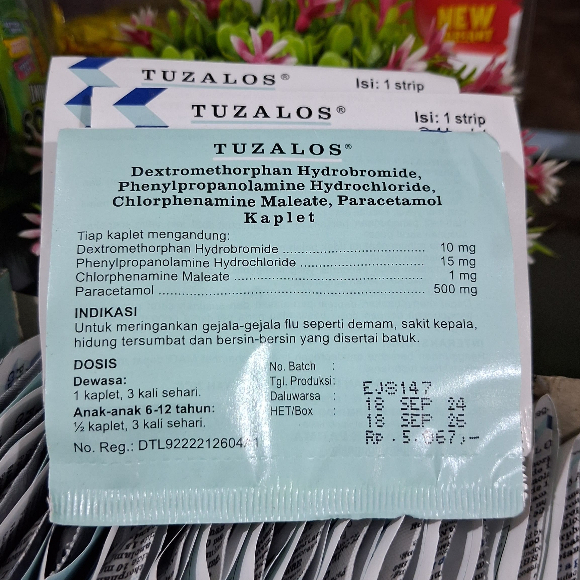 NEW
TUZALOS®
Isi: 1 strip
TUZALOS®
Isi: 1 strip
TUZALOS®
Dextromethorphan Hydrobromide,
Phenylpropanolamine Hydrochloride,
Chlorphenamine Maleate, Paracetamol
Kaplet
Tiap kaplet mengandung:
Dextromethorphan Hydrobromide ........................................ 10 mg
Phenylpropanolamine Hydrochloride .................................. 15 mg
Chlorphenamine Maleate .................................................... 1 mg
Paracetamol ........................................................................ 500 mg
INDIKASI
Untuk meringankan gejala-gejala flu seperti demam, sakit kepala,
hidung tersumbat dan bersin-bersin yang disertai batuk.
DOSIS
Dewasa:
1 kaplet, 3 kali sehari.
Anak-anak 6-12 tahun:
½ kaplet, 3 kali sehari.
No. Reg.: DTL9222212604A1
No. Batch : EJ8147
Tgl. Produksi: 18 SEP 24
Daluwarsa : 18 SEP 26
HET/Box : Rp.5.067,-